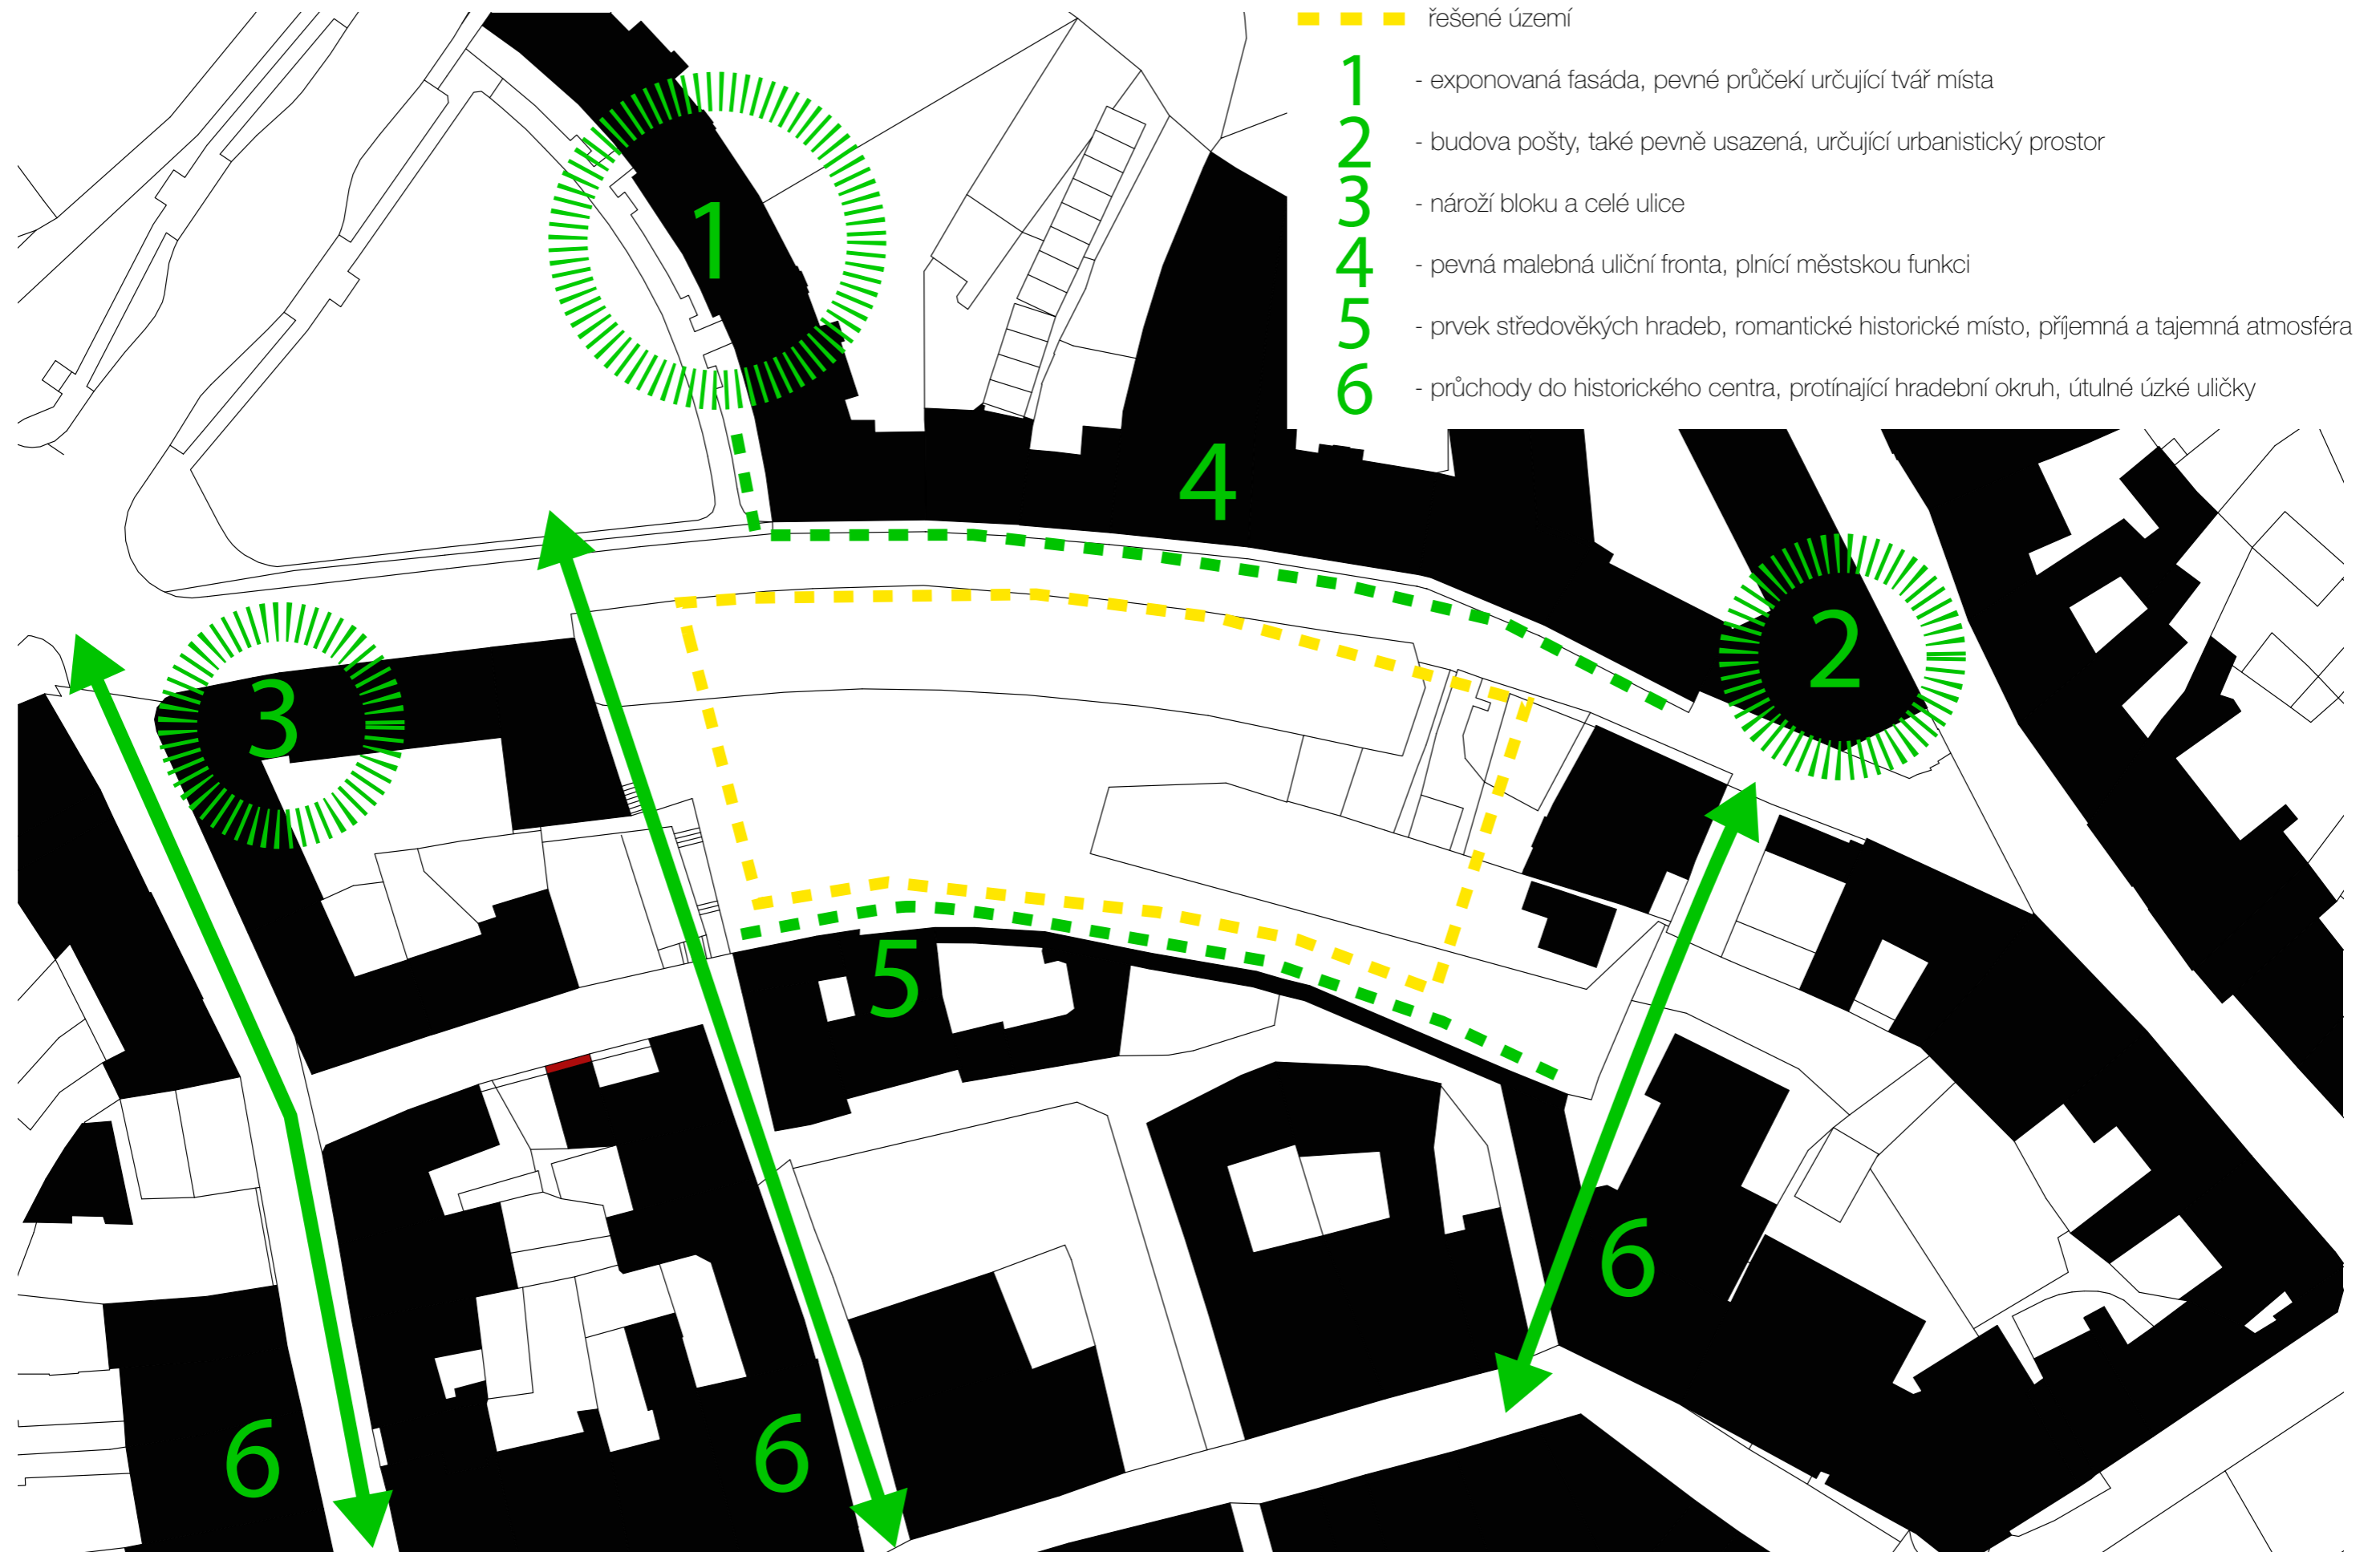 řešené území
1 - exponovaná fasáda, pevné průčekí určující tvář místa
2 - budova pošty, také pevně usazená, určující urbanistický prostor
3 - nároží bloku a celé ulice
4 - pevná malebná uliční fronta, plnící městskou funkci
5 - prvek středověkých hradeb, romantické historické místo, příjemná a tajemná atmosféra
6 - průchody do historického centra, protínající hradební okruh, útulné úzké uličky
1
4
2
3
5
6
6
6